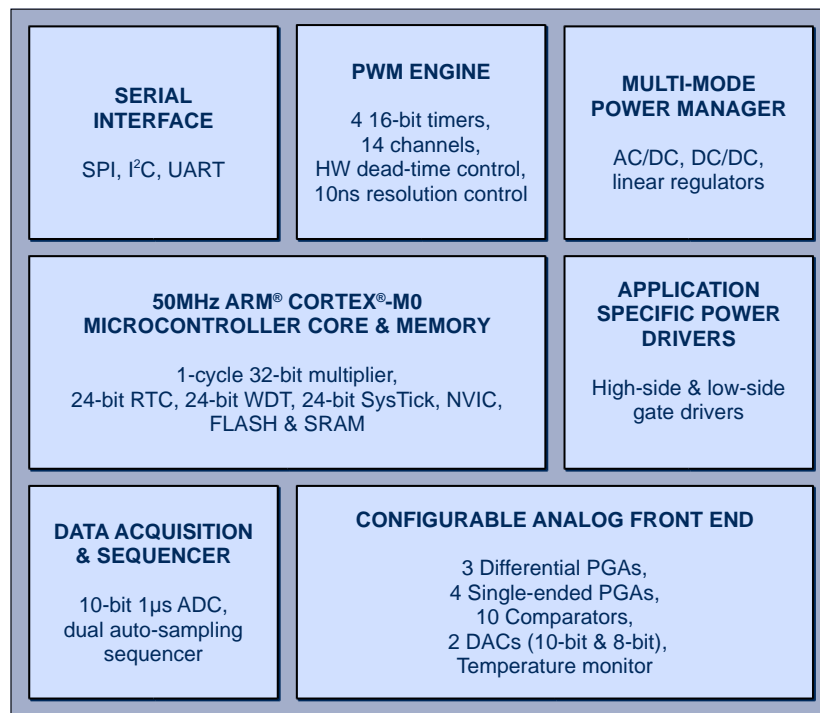 SERIAL
INTERFACE
SPI, I²C, UART
PWM ENGINE
4 16-bit timers,
14 channels,
HW dead-time control,
10ns resolution control
MULTI-MODE
POWER MANAGER
AC/DC, DC/DC,
linear regulators
50MHz ARM® CORTEX®-M0
MICROCONTROLLER CORE & MEMORY
1-cycle 32-bit multiplier,
24-bit RTC, 24-bit WDT, 24-bit SysTick, NVIC,
FLASH & SRAM
APPLICATION
SPECIFIC POWER
DRIVERS
High-side & low-side
gate drivers
DATA ACQUISITION
& SEQUENCER
10-bit 1µs ADC,
dual auto-sampling
sequencer
CONFIGURABLE ANALOG FRONT END
3 Differential PGAs,
4 Single-ended PGAs,
10 Comparators,
2 DACs (10-bit & 8-bit),
Temperature monitor